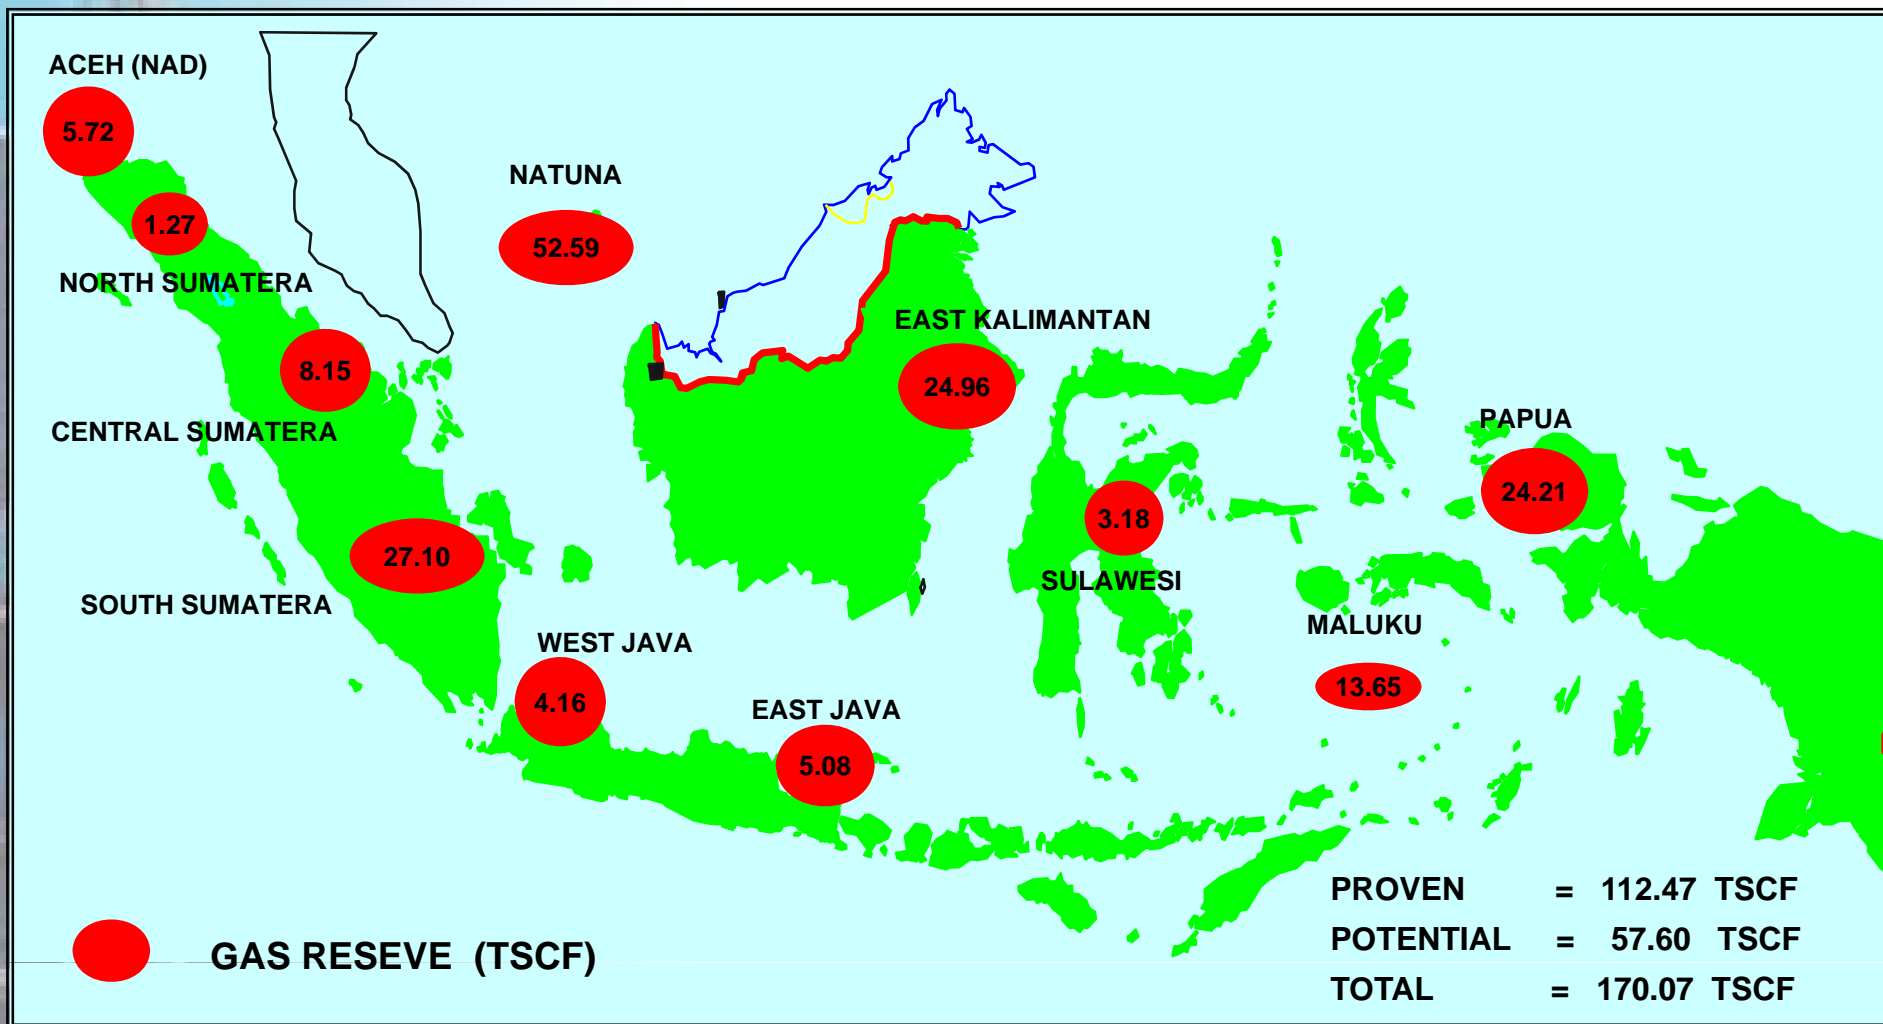 ACEH (NAD)
5.72
NATUNA
52.59
1.27
NORTH SUMATERA
EAST KALIMANTAN
24.96
8.15
CENTRAL SUMATERA
PAPUA
24.21
3.18
SULAWESI
27.10
SOUTH SUMATERA
MALUKU
13.65
WEST JAVA
4.16
EAST JAVA
5.08
PROVEN = 112.47 TSCF
POTENTIAL = 57.60 TSCF
TOTAL = 170.07 TSCF
GAS RESEVE (TSCF)